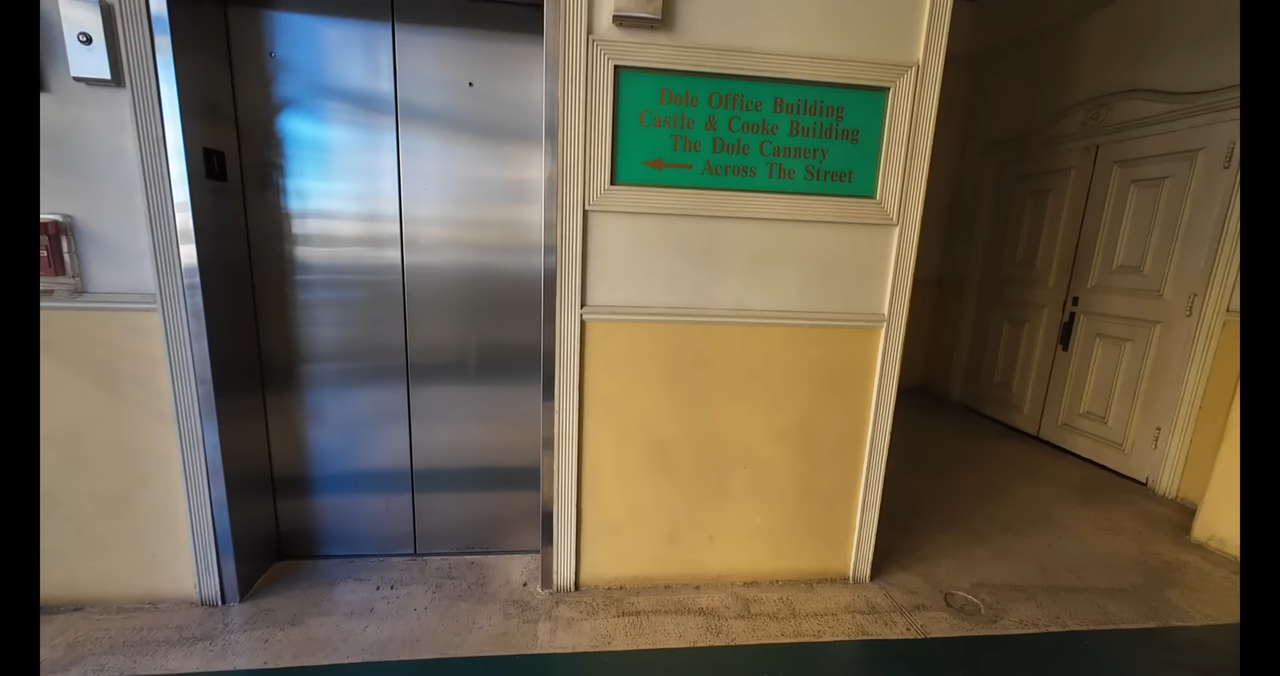 Dole Office Building
Castle & Cooke Building
The Dole Cannery
Across The Street